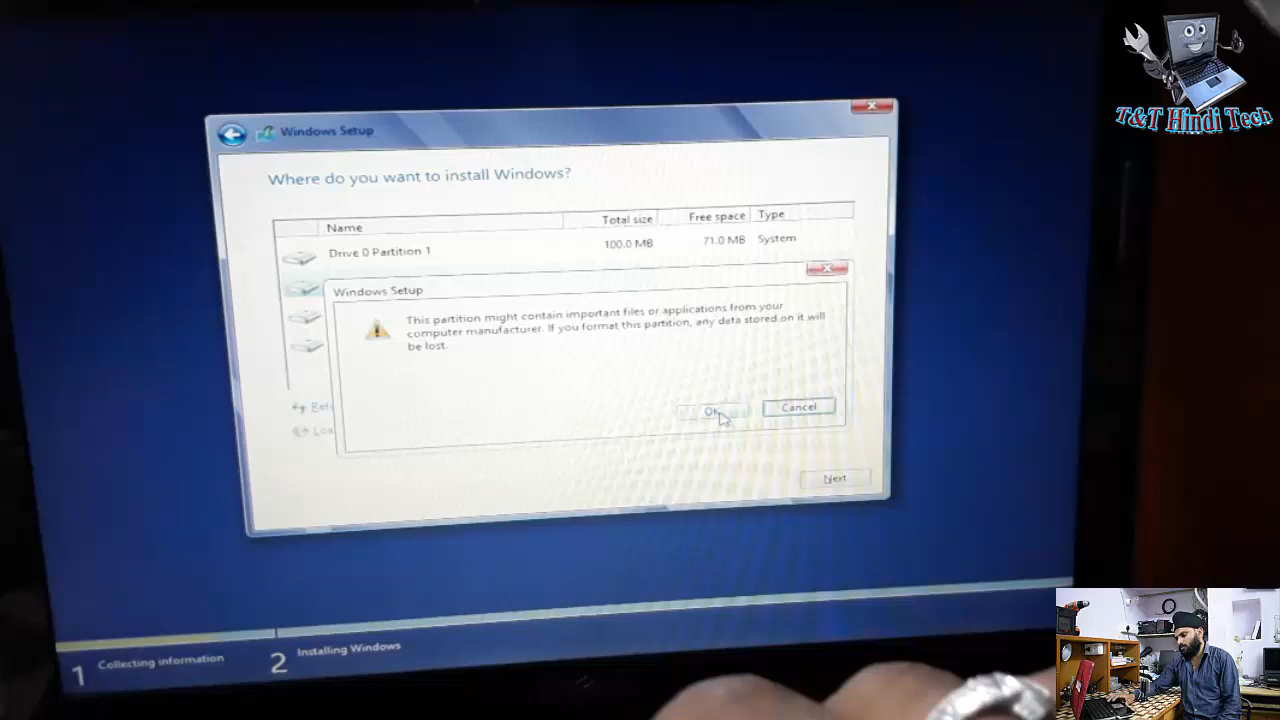 T&T Hindi Tech
Windows Setup
Where do you want to install Windows?
Name Total size Free space Type
Drive 0 Partition 1 100.0 MB 71.0 MB System
Windows Setup
This partition might contain important files or applications from your
computer manufacturer. If you format this partition, any data stored on it will
be lost.
OK Cancel
Next
1 Collecting information 2 Installing Windows